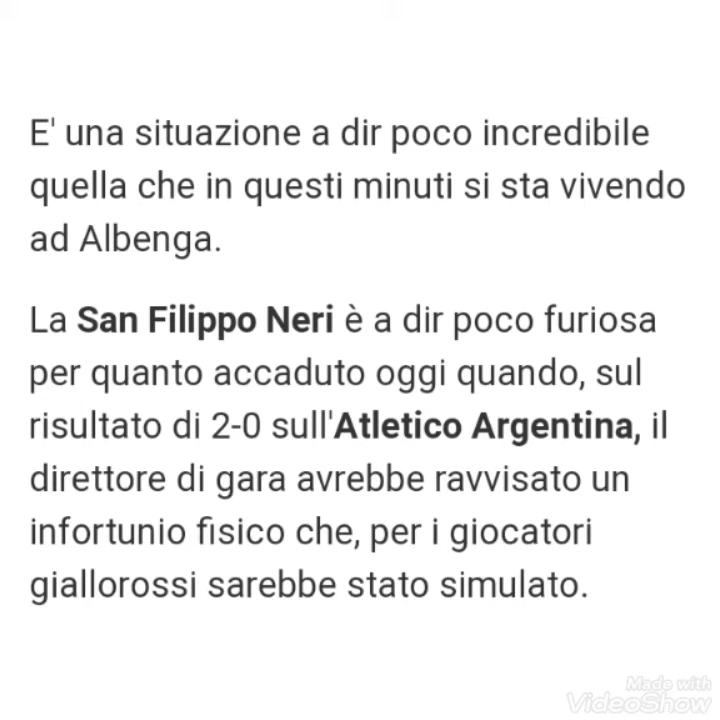 E' una situazione a dir poco incredibile
quella che in questi minuti si sta vivendo
ad Albenga.
La San Filippo Neri è a dir poco furiosa
per quanto accaduto oggi quando, sul
risultato di 2-0 sull'Atletico Argentina, il
direttore di gara avrebbe ravvisato un
infortunio fisico che, per i giocatori
giallorossi sarebbe stato simulato.
Made with
VideoShow